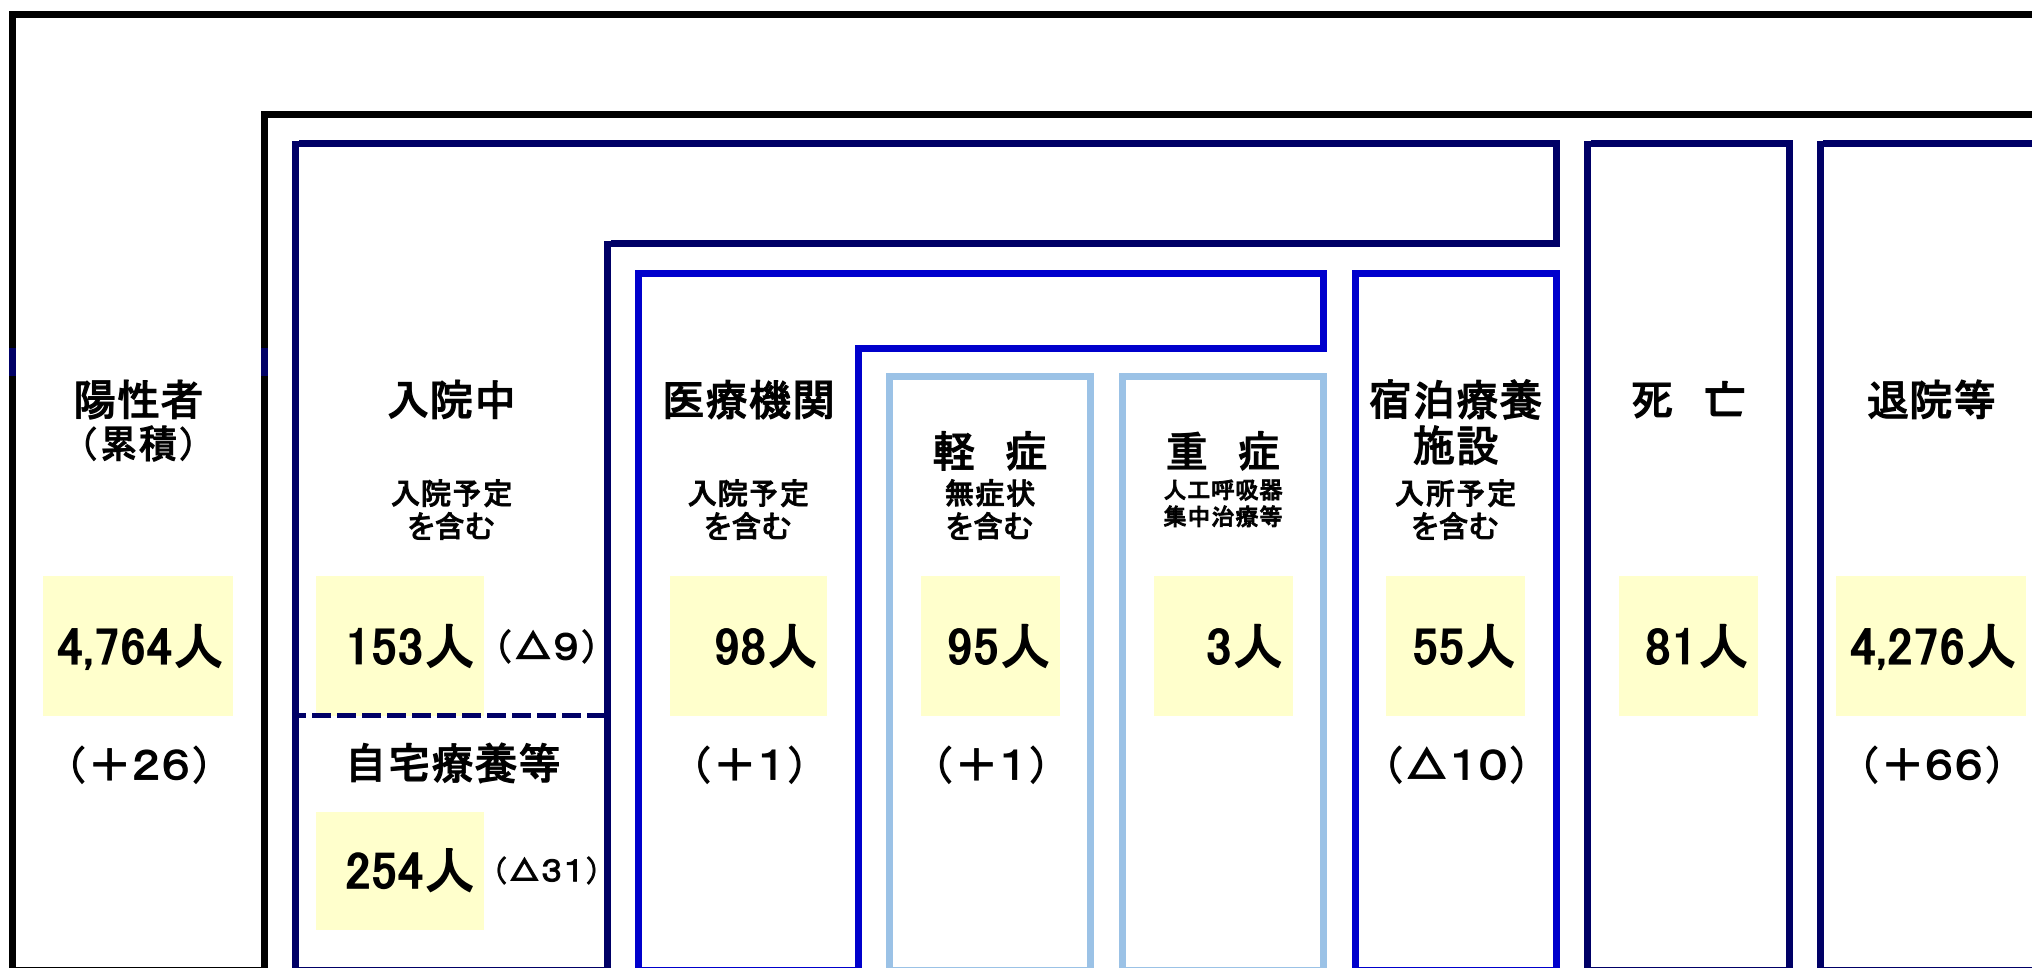 陽性者
（累積）
4,764人
（＋26）
入院中
入院予定
を含む
153人 （△9）
自宅療養等
254人 （△31）
医療機関
入院予定
を含む
98人
（＋1）
軽 症
無症状
を含む
95人
（＋1）
重 症
人工呼吸器
集中治療等
3人
宿泊療養
施設
入所予定
を含む
55人
（△10）
死 亡
81人
退院等
4,276人
（＋66）